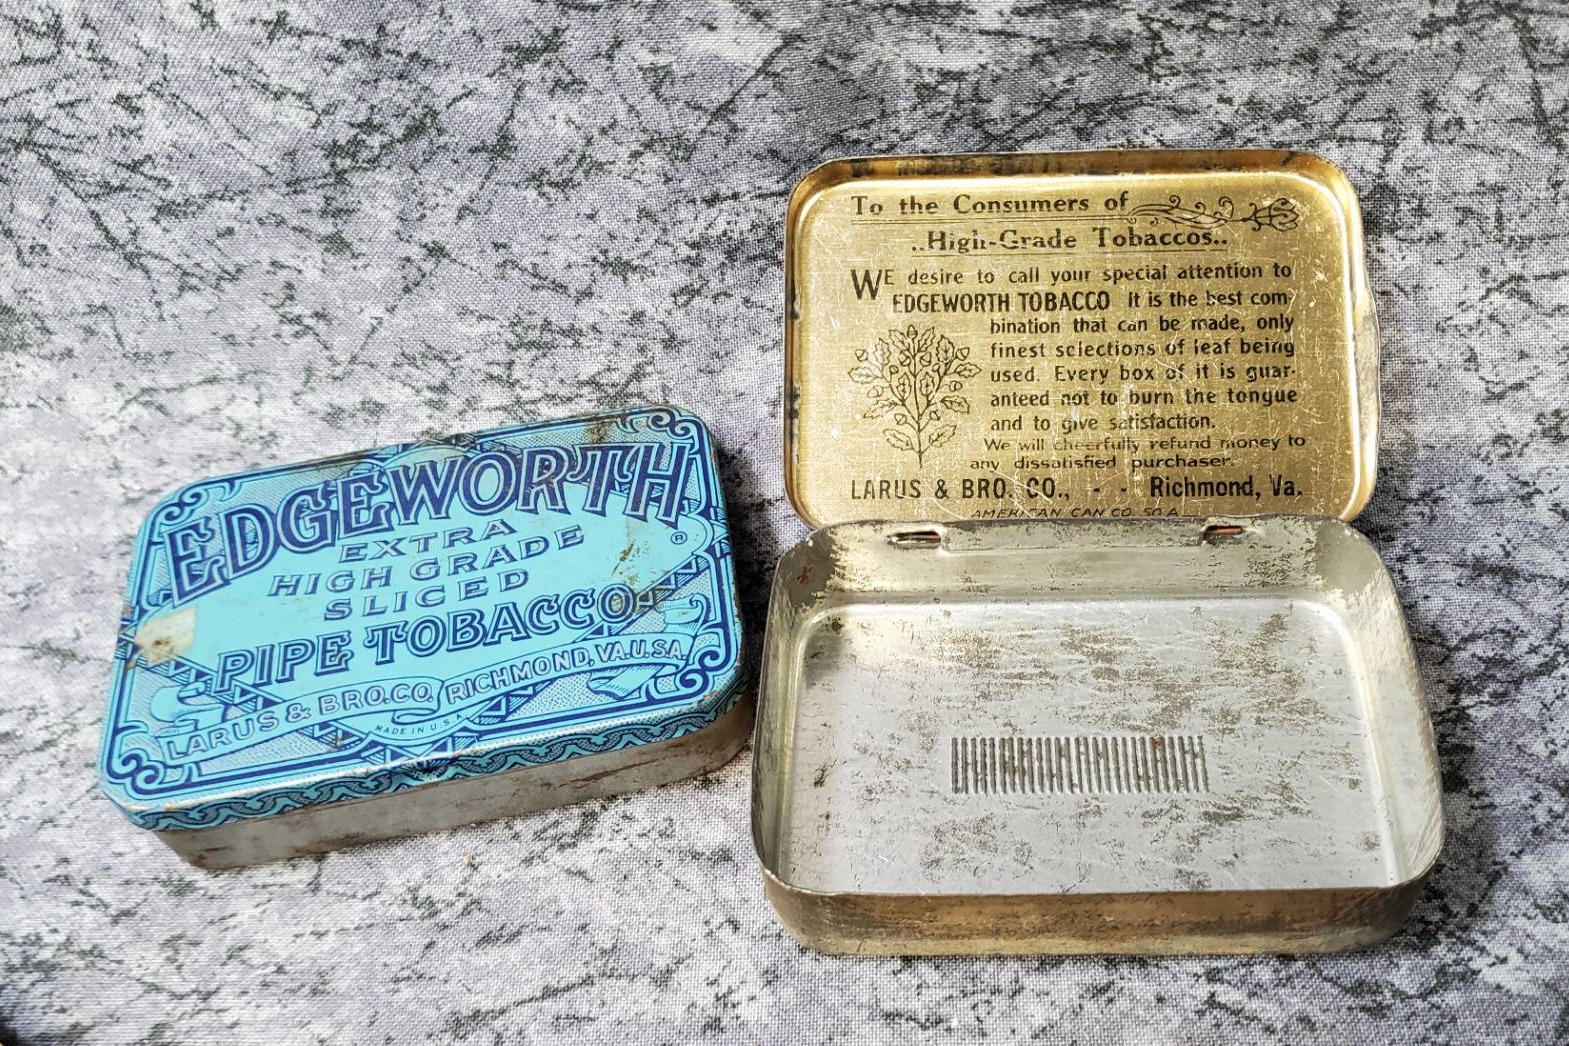 EDGEWORTH
EXTRA
HIGH GRADE
SLICED
PIPE TOBACCO
®
LARUS & BRO.CO. RICHMOND, VA.U.S.A.
MADE IN U.S.A.
To the Consumers of
..High-Grade Tobaccos..
WE desire to call your special attention to
EDGEWORTH TOBACCO It is the best com-
bination that can be made, only
finest selections of leaf being
used. Every box of it is guar-
anteed not to burn the tongue
and to give satisfaction.
We will cheerfully refund money to
any dissatisfied purchaser.
LARUS & BRO. CO., - - Richmond, Va.
AMERICAN CAN CO. 50 A